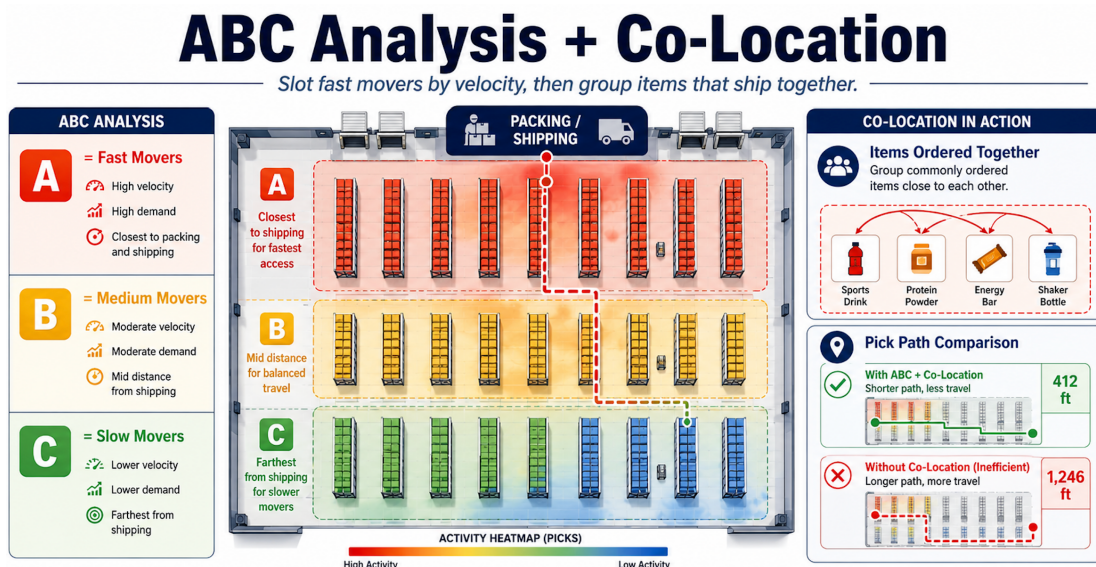 ABC Analysis + Co-Location
Slot fast movers by velocity, then group items that ship together.
ABC ANALYSIS
A
= Fast Movers
High velocity
High demand
Closest to packing
and shipping
B
= Medium Movers
Moderate velocity
Moderate demand
Mid distance
from shipping
C
= Slow Movers
Lower velocity
Lower demand
Farthest from
shipping
PACKING /
SHIPPING
A
Closest
to shipping
for fastest
access
B
Mid distance
for balanced
travel
C
Farthest
from shipping
for slower
movers
ACTIVITY HEATMAP (PICKS)
High Activity
Low Activity
CO-LOCATION IN ACTION
Items Ordered Together
Group commonly ordered
items close to each other.
Sports
Drink
Protein
Powder
Energy
Bar
Shaker
Bottle
Pick Path Comparison
With ABC + Co-Location
Shorter path, less travel
412
ft
Without Co-Location (Inefficient)
Longer path, more travel
1,246
ft